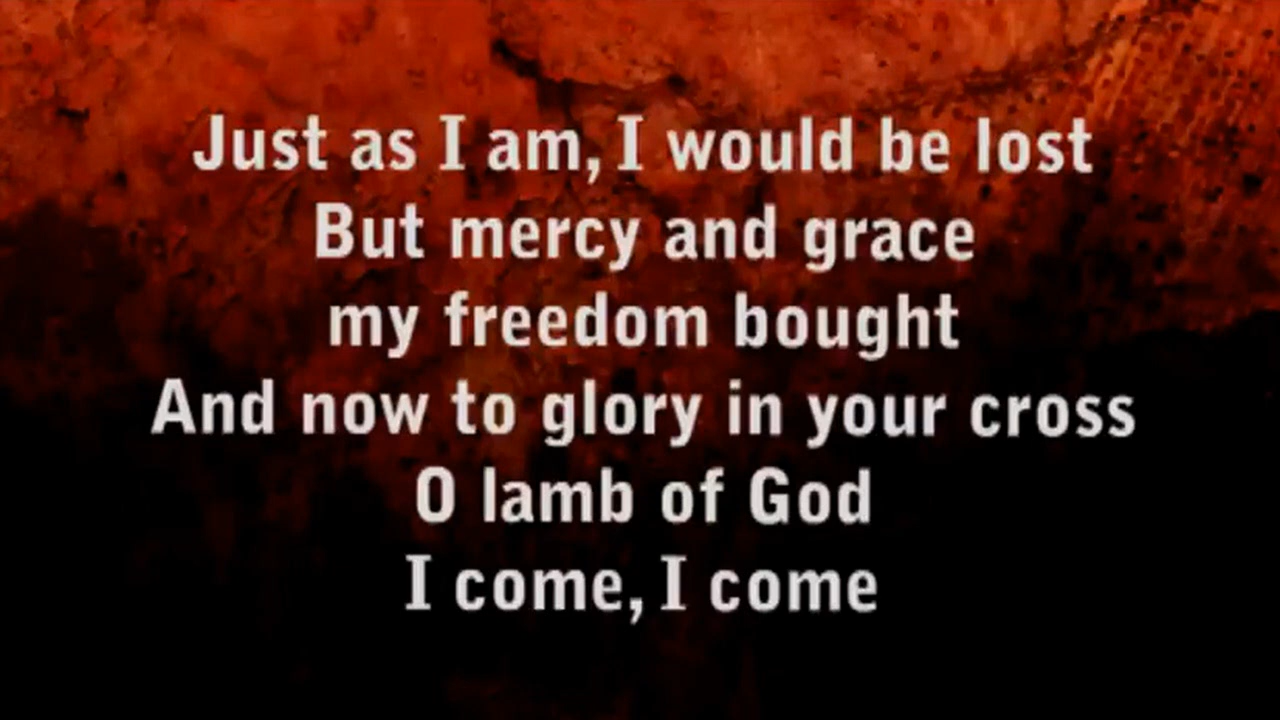 Just as I am, I would be lost
But mercy and grace
my freedom bought
And now to glory in your cross
O lamb of God
I come, I come